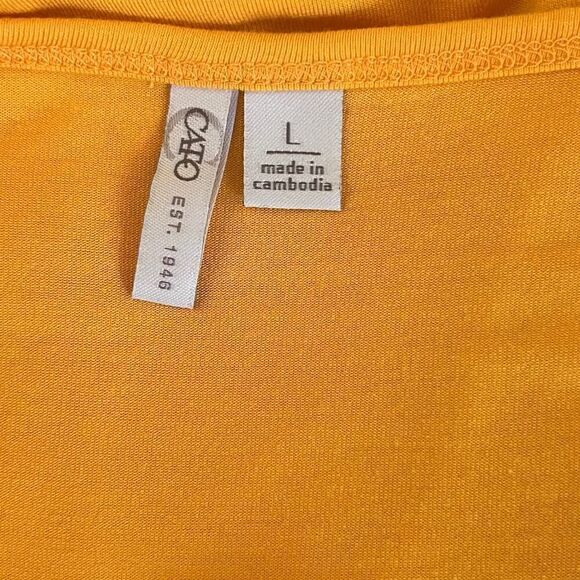 CATO
EST. 1946
L
made in
cambodia